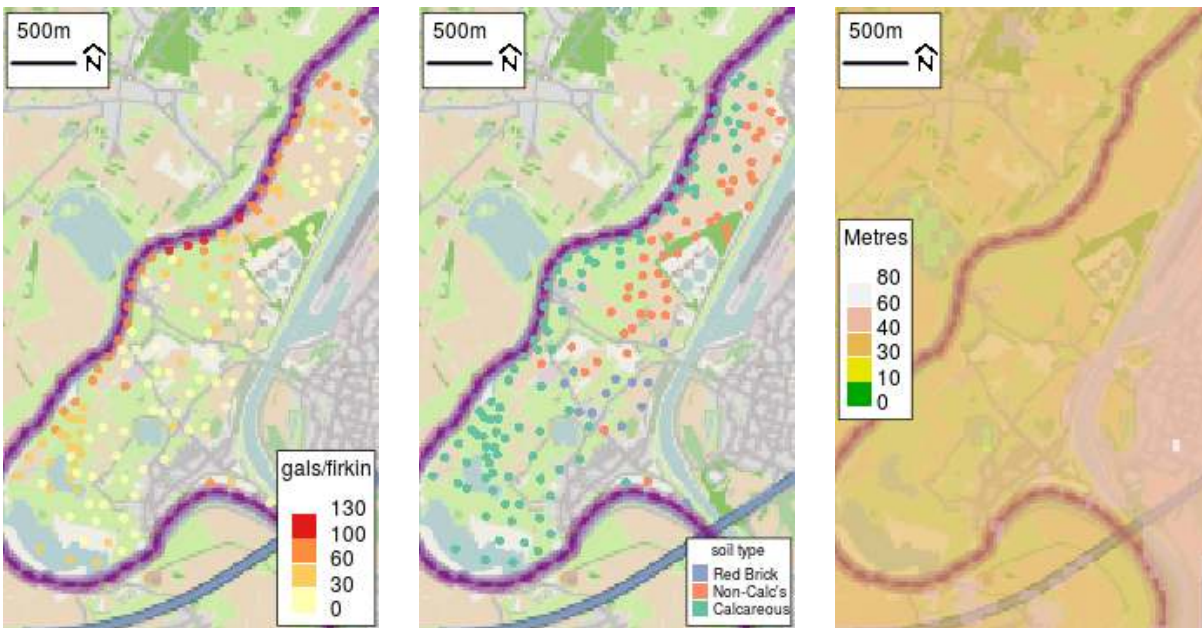 500m
N
gals/firkin
130
100
60
30
0
500m
N
soil type
Red Brick
Non-Calc's
Calcareous
500m
N
Metres
80
60
40
30
10
0